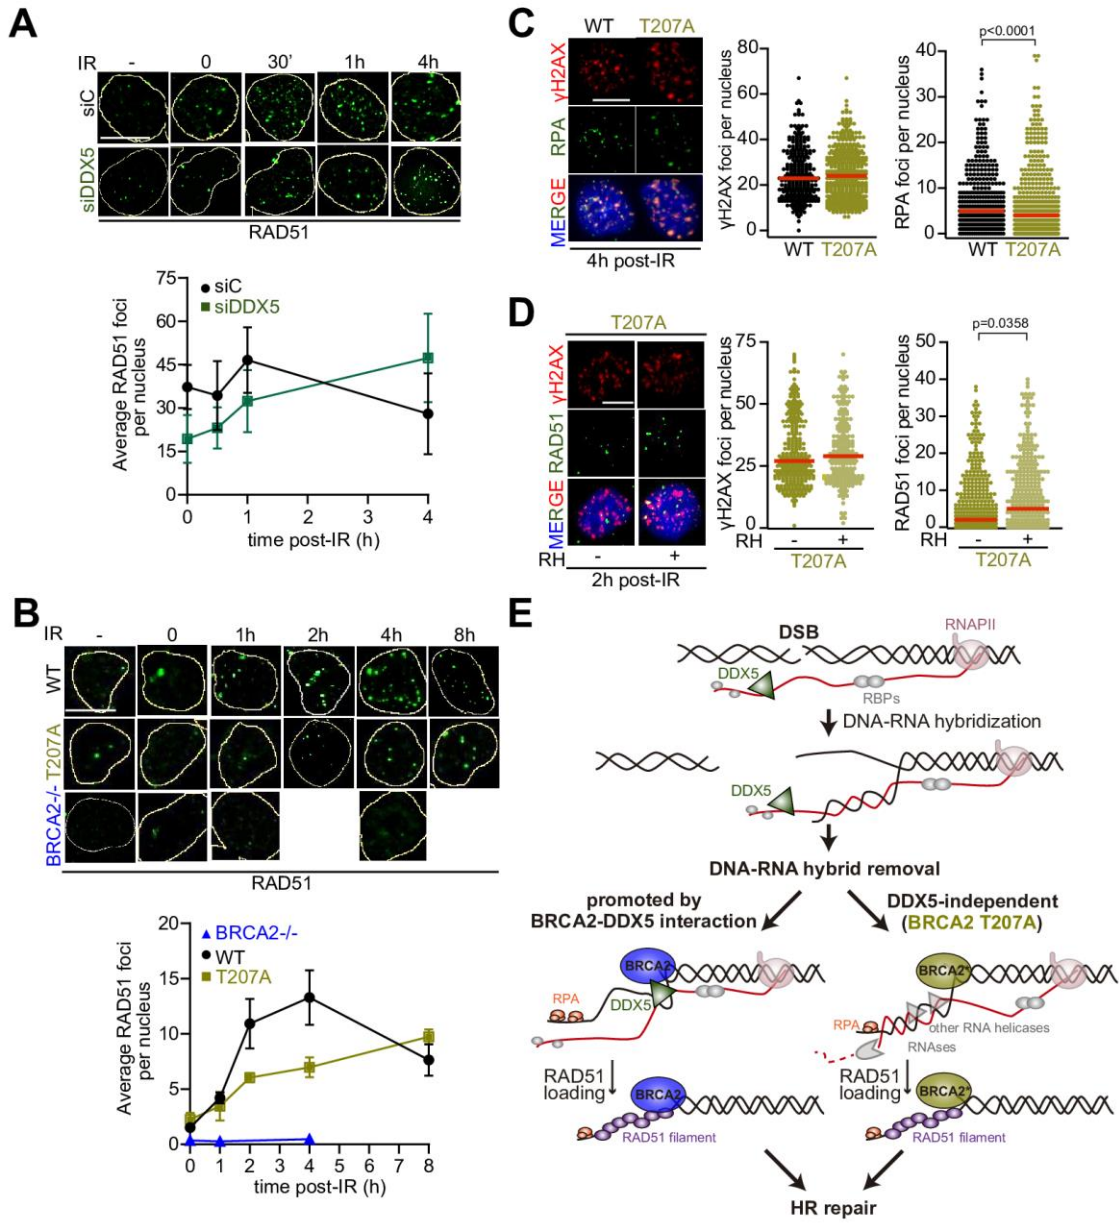 A
IR - 0 30' 1h 4h
siC
siDDX5
RAD51
Average RAD51 foci
per nucleus
75
60
45
30
15
0
siC
siDDX5
0 1 2 3 4
time post-IR (h)
B
IR - 0 1h 2h 4h 8h
WT
T207A
BRCA2-/-
RAD51
Average RAD51 foci
per nucleus
20
15
10
5
0
BRCA2-/-
WT
T207A
0 1 2 3 4 5 6 7 8
time post-IR (h)
C
WT T207A
γH2AX
RPA
MERGE
4h post-IR
γH2AX foci per nucleus
80
60
40
20
0
WT T207A
RPA foci per nucleus
p<0.0001
40
30
20
10
0
WT T207A
D
T207A
γH2AX
RAD51
MERGE
RH - +
2h post-IR
γH2AX foci per nucleus
75
50
25
0
RH - +
T207A
RAD51 foci per nucleus
p=0.0358
50
40
30
20
10
0
RH - +
T207A
E
DSB
RNAPII
DDX5
RBPs
DNA-RNA hybridization
DDX5
DNA-RNA hybrid removal
promoted by
BRCA2-DDX5 interaction
DDX5-independent
(BRCA2 T207A)
BRCA2
RPA
DDX5
BRCA2*
RPA
other RNA helicases
RNAses
RAD51
loading
BRCA2
RAD51 filament
RAD51
loading
BRCA2*
RAD51 filament
HR repair